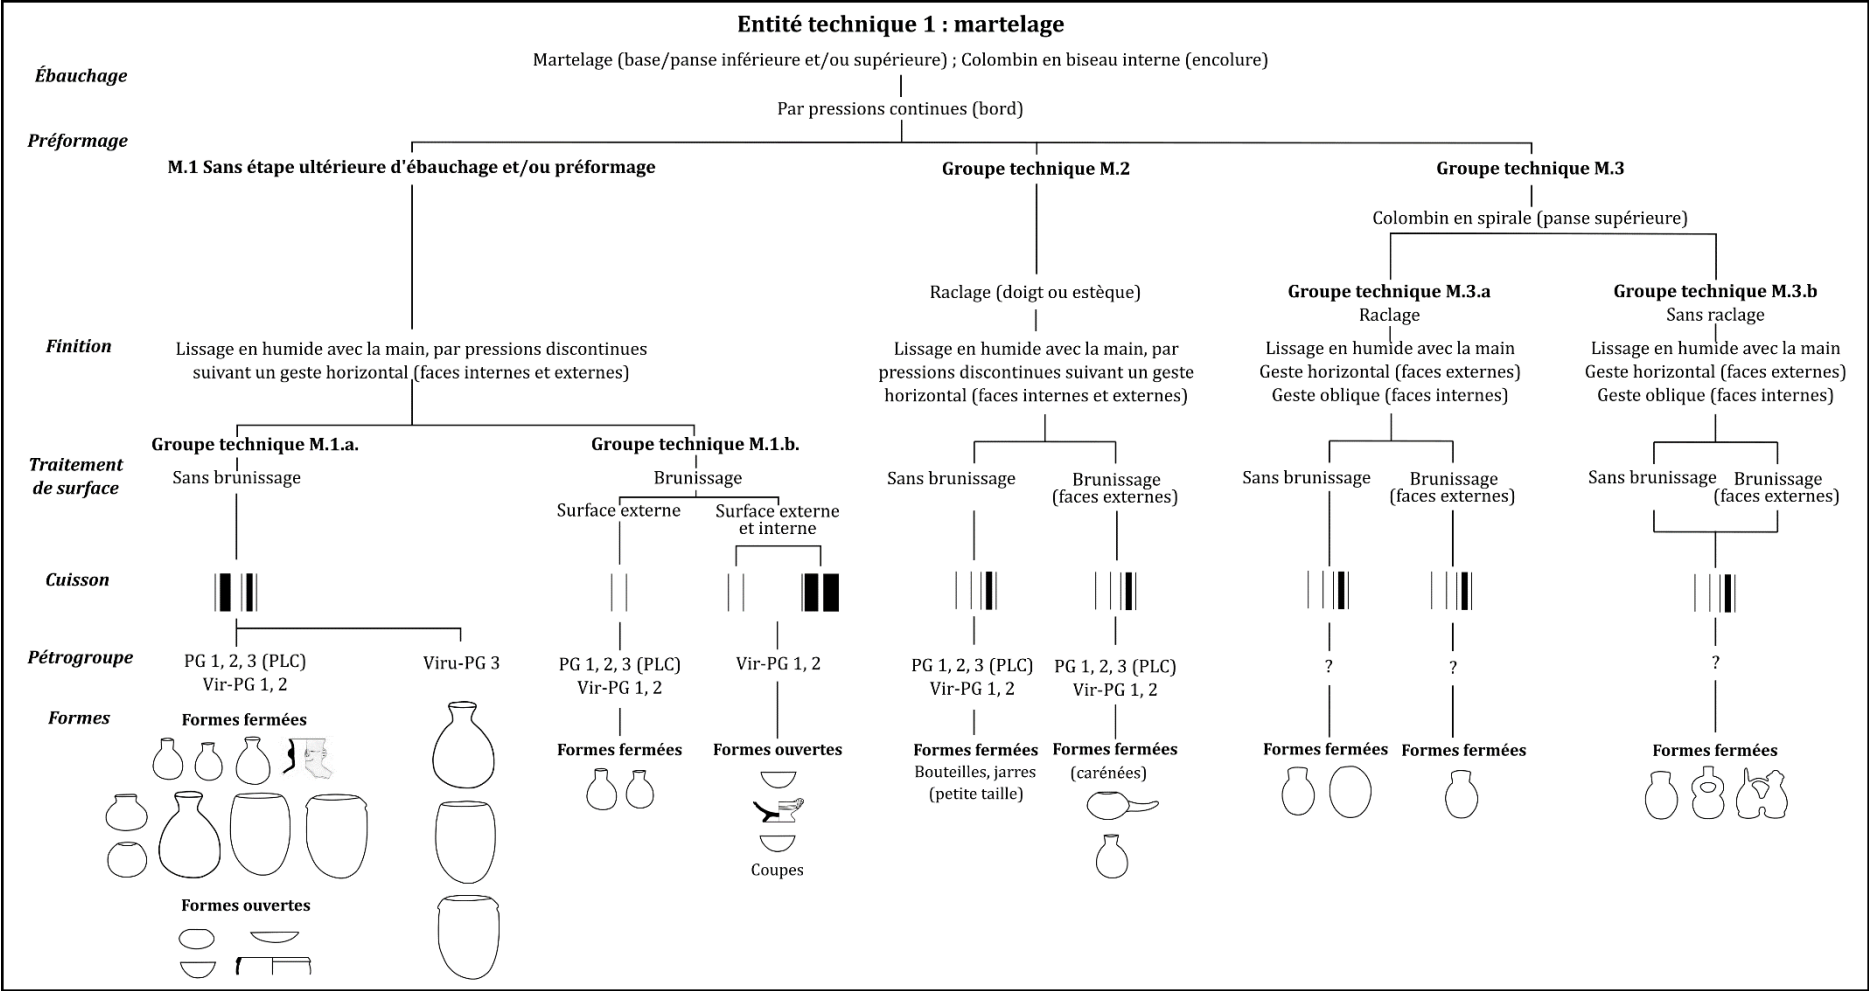 Entité technique 1 : martelage
Ébauchage
Martelage (base/panse inférieure et/ou supérieure) ; Colombin en biseau interne (encolure)
Par pressions continues (bord)
Préformage
M.1 Sans étape ultérieure d'ébauchage et/ou préformage
Groupe technique M.2
Groupe technique M.3
Colombin en spirale (panse supérieure)
Raclage (doigt ou estèque)
Groupe technique M.3.a
Raclage
Groupe technique M.3.b
Sans raclage
Finition
Lissage en humide avec la main, par pressions discontinues
suivant un geste horizontal (faces internes et externes)
Lissage en humide avec la main, par
pressions discontinues suivant un geste
horizontal (faces internes et externes)
Lissage en humide avec la main
Geste horizontal (faces externes)
Geste oblique (faces internes)
Lissage en humide avec la main
Geste horizontal (faces externes)
Geste oblique (faces internes)
Traitement
de surface
Groupe technique M.1.a.
Sans brunissage
Groupe technique M.1.b.
Brunissage
Surface externe
Surface externe
et interne
Sans brunissage
Brunissage
(faces externes)
Sans brunissage
Brunissage
(faces externes)
Sans brunissage
Brunissage
(faces externes)
Cuisson
Pétrogroupe
PG 1, 2, 3 (PLC)
Vir-PG 1, 2
Viru-PG 3
PG 1, 2, 3 (PLC)
Vir-PG 1, 2
Vir-PG 1, 2
PG 1, 2, 3 (PLC)
Vir-PG 1, 2
PG 1, 2, 3 (PLC)
Vir-PG 1, 2
?
?
?
Formes
Formes fermées
Formes ouvertes
Formes fermées
Formes ouvertes
Coupes
Formes fermées
Bouteilles, jarres
(petite taille)
Formes fermées
(carénées)
Formes fermées
Formes fermées
Formes fermées